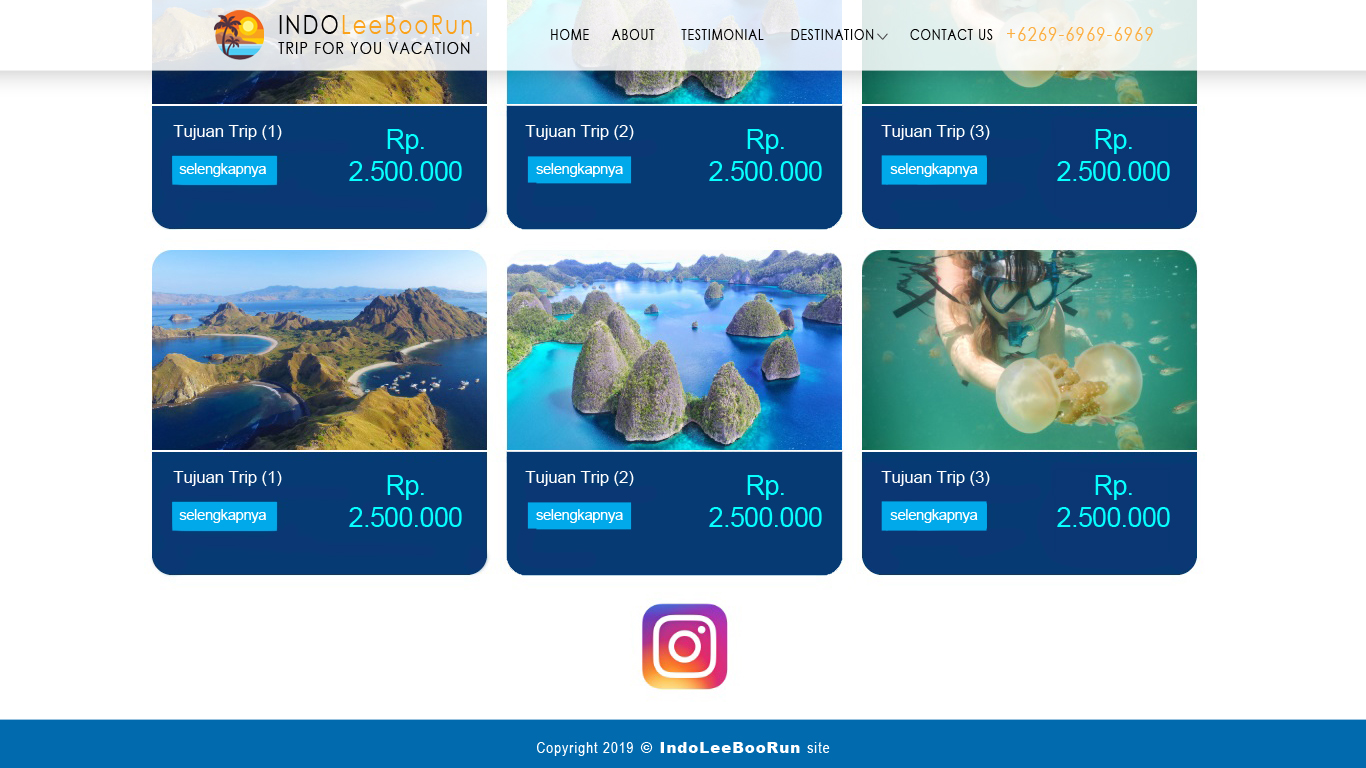 INDOLeeBooRun
TRIP FOR YOU VACATION
HOME ABOUT TESTIMONIAL DESTINATION CONTACT US +6269-6969-6969
Tujuan Trip (1)
selengkapnya
Rp.
2.500.000
Tujuan Trip (2)
selengkapnya
Rp.
2.500.000
Tujuan Trip (3)
selengkapnya
Rp.
2.500.000
Tujuan Trip (1)
selengkapnya
Rp.
2.500.000
Tujuan Trip (2)
selengkapnya
Rp.
2.500.000
Tujuan Trip (3)
selengkapnya
Rp.
2.500.000
Copyright 2019 © IndoLeeBooRun site